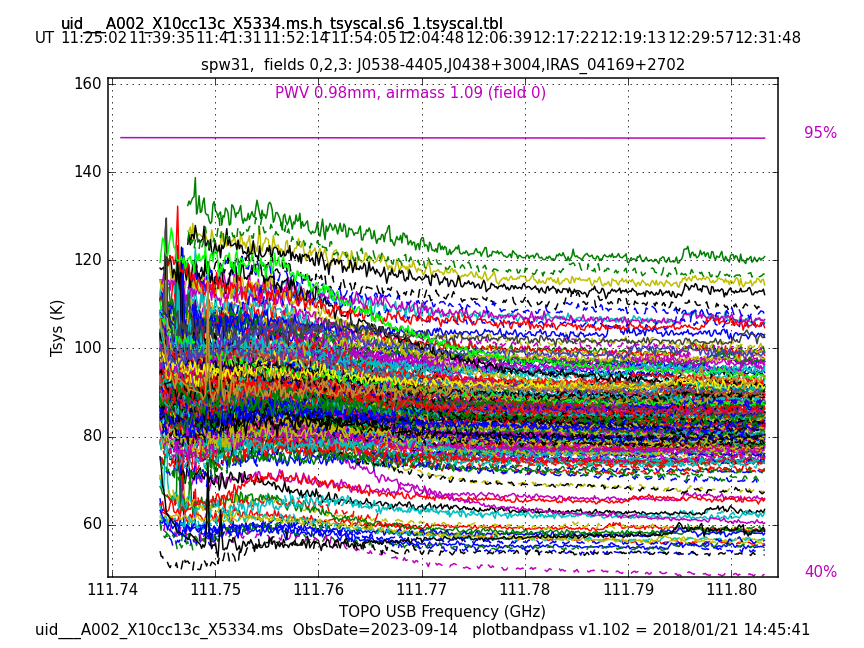 uid___A002_X10cc13c_X5334.ms.h_tsyscal.s6_1.tsyscal.tbl
UT 11:25:02 11:39:35 11:41:31 11:52:14 11:54:05 12:04:48 12:06:39 12:17:22 12:19:13 12:29:57 12:31:48
spw31, fields 0,2,3: J0538-4405,J0438+3004,IRAS_04169+2702
PWV 0.98mm, airmass 1.09 (field 0)
160
140
120
100
80
60
Tsys (K)
95%
40%
111.74 111.75 111.76 111.77 111.78 111.79 111.80
TOPO USB Frequency (GHz)
uid___A002_X10cc13c_X5334.ms ObsDate=2023-09-14 plotbandpass v1.102 = 2018/01/21 14:45:41